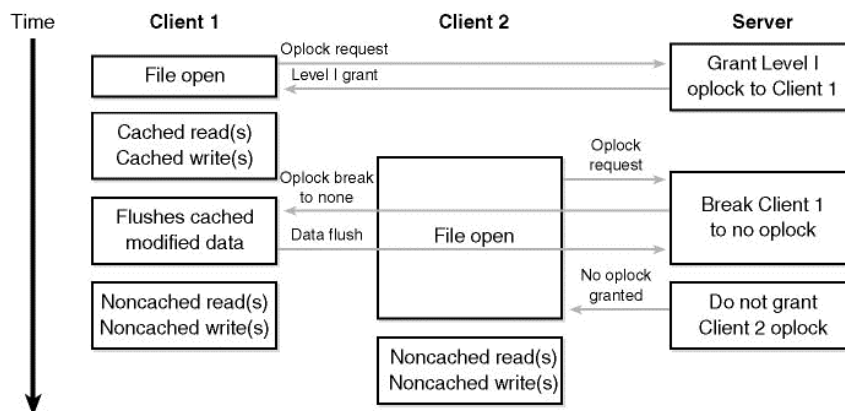 Time
Client 1
Client 2
Server
Oplock request
File open
Level I grant
Grant Level I
oplock to Client 1
Cached read(s)
Cached write(s)
Oplock
request
Oplock break
to none
Flushes cached
modified data
Data flush
File open
Break Client 1
to no oplock
No oplock
granted
Noncached read(s)
Noncached write(s)
Do not grant
Client 2 oplock
Noncached read(s)
Noncached write(s)